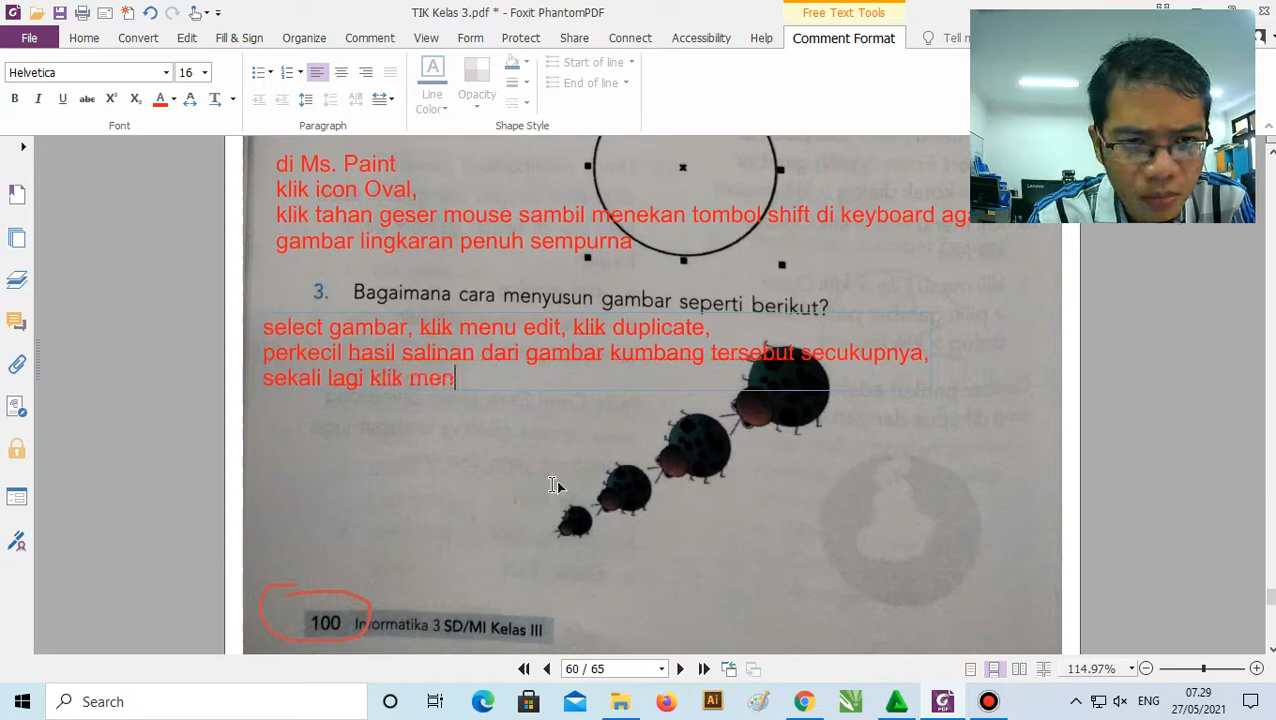 TIK Kelas 3.pdf * - Foxit PhantomPDF
Free Text Tools
File Home Convert Edit Fill & Sign Organize Comment View Form Protect Share Connect Accessibility Help Comment Format Tell
Helvetica 16
B I U abc A A T AV
Line Color Opacity
Start of line
End of line
Font Paragraph Shape Style
di Ms. Paint
klik icon Oval,
klik tahan geser mouse sambil menekan tombol shift di keyboard aga
gambar lingkaran penuh sempurna
3. Bagaimana cara menyusun gambar seperti berikut?
select gambar, klik menu edit, klik duplicate,
perkecil hasil salinan dari gambar kumbang tersebut secukupnya,
sekali lagi klik men
100 Informatika 3 SD/MI Kelas III
60 / 65
114.97%
Search
ENG
07.29
27/05/2021
Lenovo